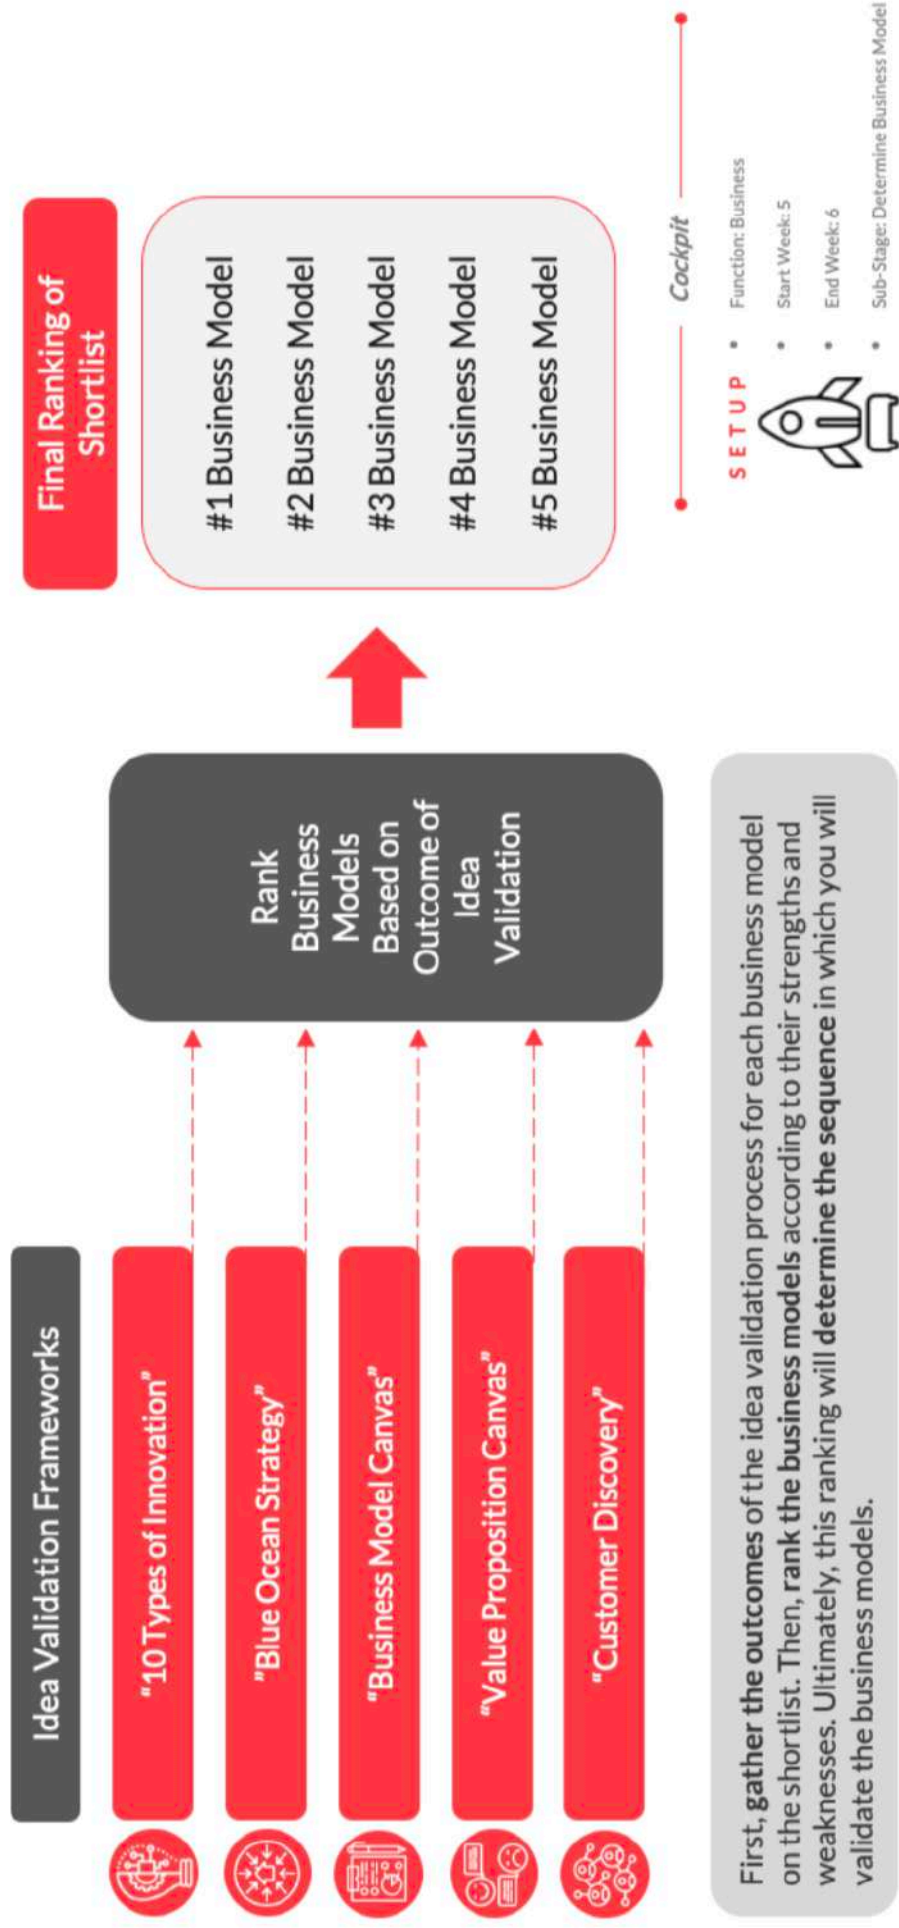 Idea Validation Frameworks
“10 Types of Innovation”
”Blue Ocean Strategy”
“Business Model Canvas”
“Value Proposition Canvas”
“Customer Discovery”
Rank
Business
Models
Based on
Outcome of
Idea
Validation
Final Ranking of
Shortlist
#1 Business Model
#2 Business Model
#3 Business Model
#4 Business Model
#5 Business Model
First, gather the outcomes of the idea validation process for each business model
on the shortlist. Then, rank the business models according to their strengths and
weaknesses. Ultimately, this ranking will determine the sequence in which you will
validate the business models.
Cockpit
SETUP
• Function: Business
• Start Week: 5
• End Week: 6
• Sub-Stage: Determine Business Model